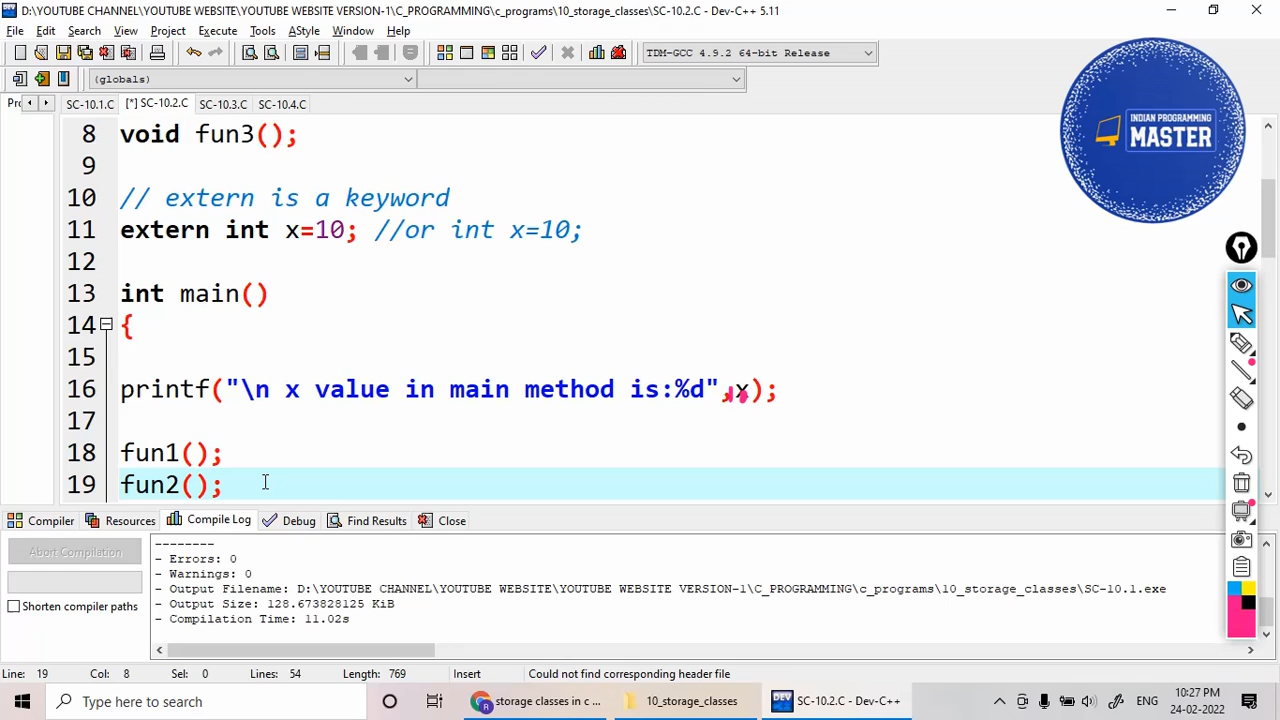 D:\YOUTUBE CHANNEL\YOUTUBE WEBSITE\YOUTUBE WEBSITE VERSION-1\C_PROGRAMMING\c_programs\10_storage_classes\SC-10.2.C - Dev-C++ 5.11
File Edit Search View Project Execute Tools AStyle Window Help
TDM-GCC 4.9.2 64-bit Release
(globals)
SC-10.1.C [*] SC-10.2.C SC-10.3.C SC-10.4.C
INDIAN PROGRAMMING
MASTER
8 void fun3();
9
10 // extern is a keyword
11 extern int x=10; //or int x=10;
12
13 int main()
14 {
15
16 printf("\n x value in main method is:%d",x);
17
18 fun1();
19 fun2();
Compiler Resources Compile Log Debug Find Results Close
Abort Compilation
Shorten compiler paths
--------
- Errors: 0
- Warnings: 0
- Output Filename: D:\YOUTUBE CHANNEL\YOUTUBE WEBSITE\YOUTUBE WEBSITE VERSION-1\C_PROGRAMMING\c_programs\10_storage_classes\SC-10.1.exe
- Output Size: 128.673828125 KiB
- Compilation Time: 11.02s
Line: 19 Col: 8 Sel: 0 Lines: 54 Length: 769 Insert Could not find corresponding header file
Type here to search
storage classes in c ...
10_storage_classes
SC-10.2.C - Dev-C++
ENG
10:27 PM
24-02-2022